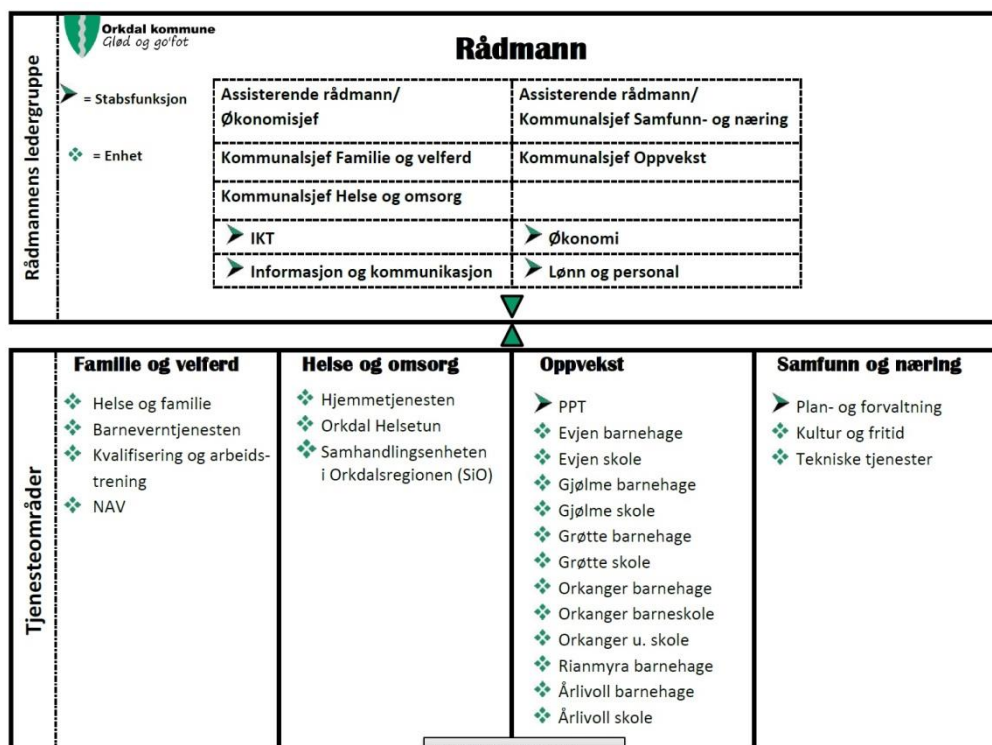 Orkdal kommune
Glød og go'fot
Rådmann
Rådmannens ledergruppe
= Stabsfunksjon
= Enhet
Assisterende rådmann/
Økonomisjef
Assisterende rådmann/
Kommunalsjef Samfunn- og næring
Kommunalsjef Familie og velferd
Kommunalsjef Oppvekst
Kommunalsjef Helse og omsorg
IKT
Økonomi
Informasjon og kommunikasjon
Lønn og personal
Tjenesteområder
Familie og velferd
Helse og familie
Barneverntjenesten
Kvalifisering og arbeids-
trening
NAV
Helse og omsorg
Hjemmetjenesten
Orkdal Helsetun
Samhandlingsenheten
i Orkdalsregionen (SiO)
Oppvekst
PPT
Evjen barnehage
Evjen skole
Gjølme barnehage
Gjølme skole
Grøtte barnehage
Grøtte skole
Orkanger barnehage
Orkanger barneskole
Orkanger u. skole
Rianmyra barnehage
Årlivoll barnehage
Årlivoll skole
Samfunn og næring
Plan- og forvaltning
Kultur og fritid
Tekniske tjenester